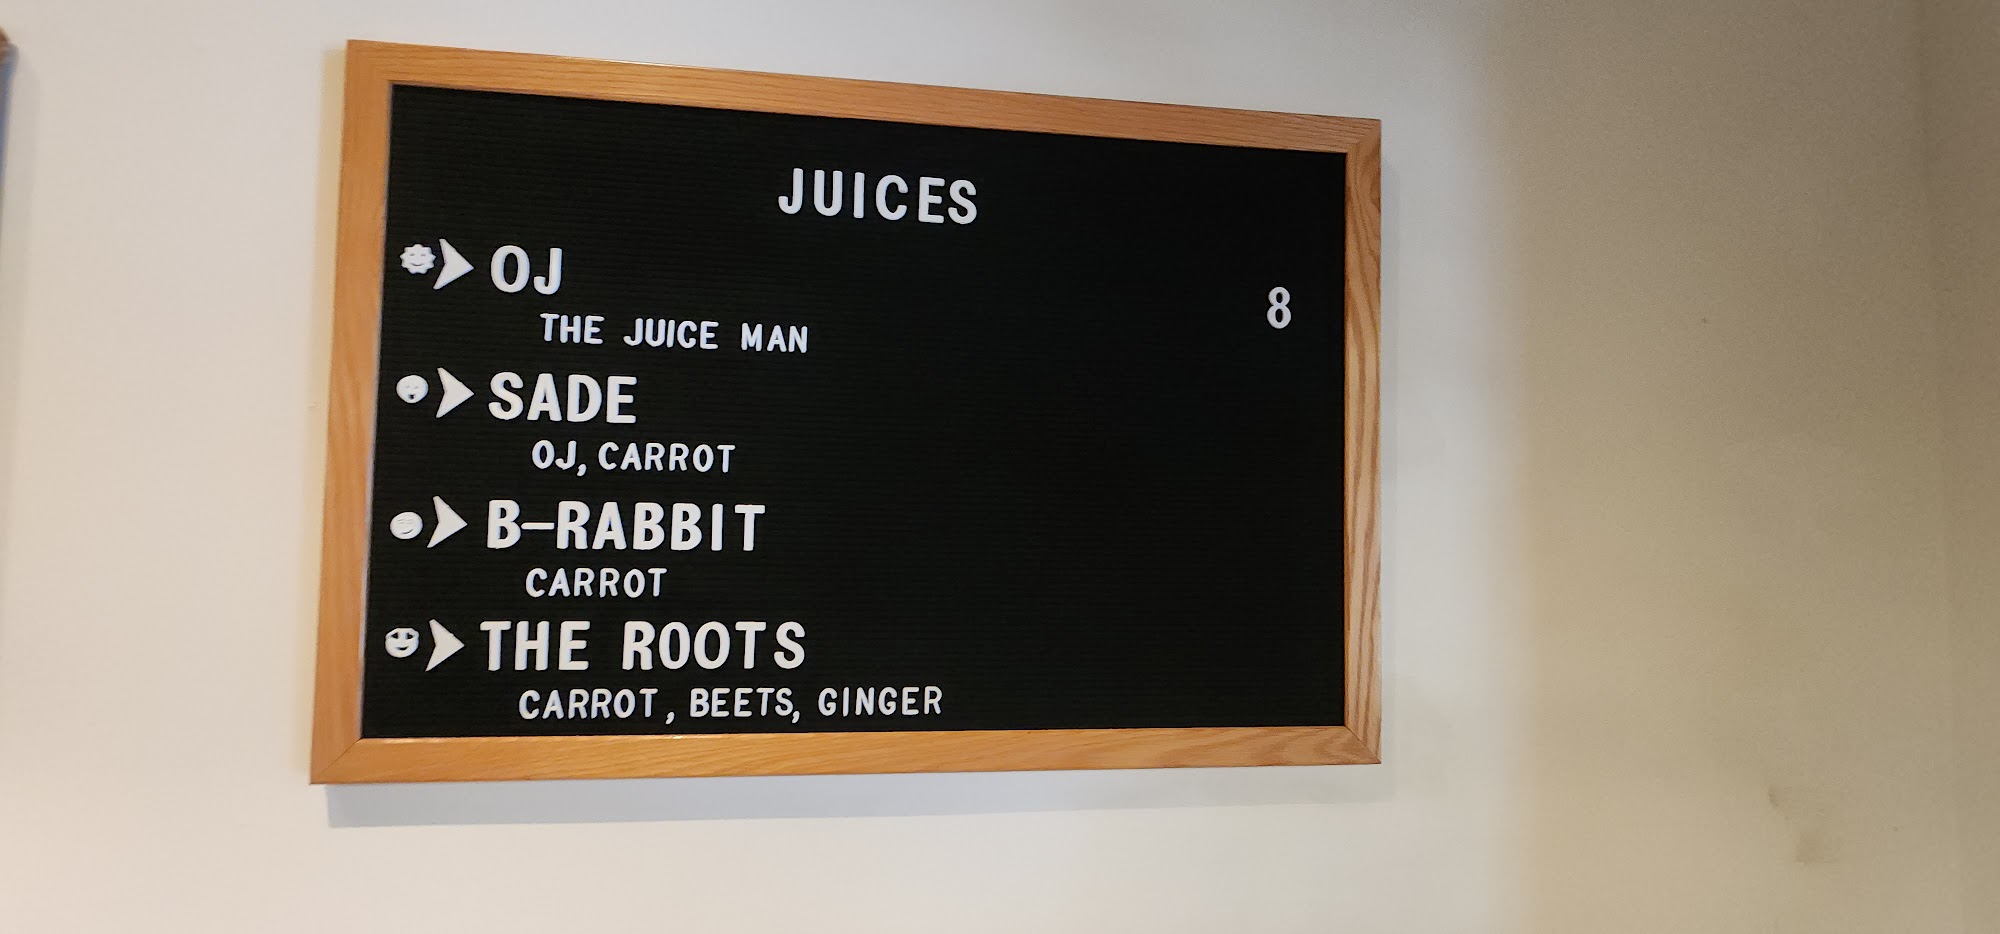 JUICES
OJ 8
THE JUICE MAN
SADE
OJ, CARROT
B-RABBIT
CARROT
THE ROOTS
CARROT, BEETS, GINGER